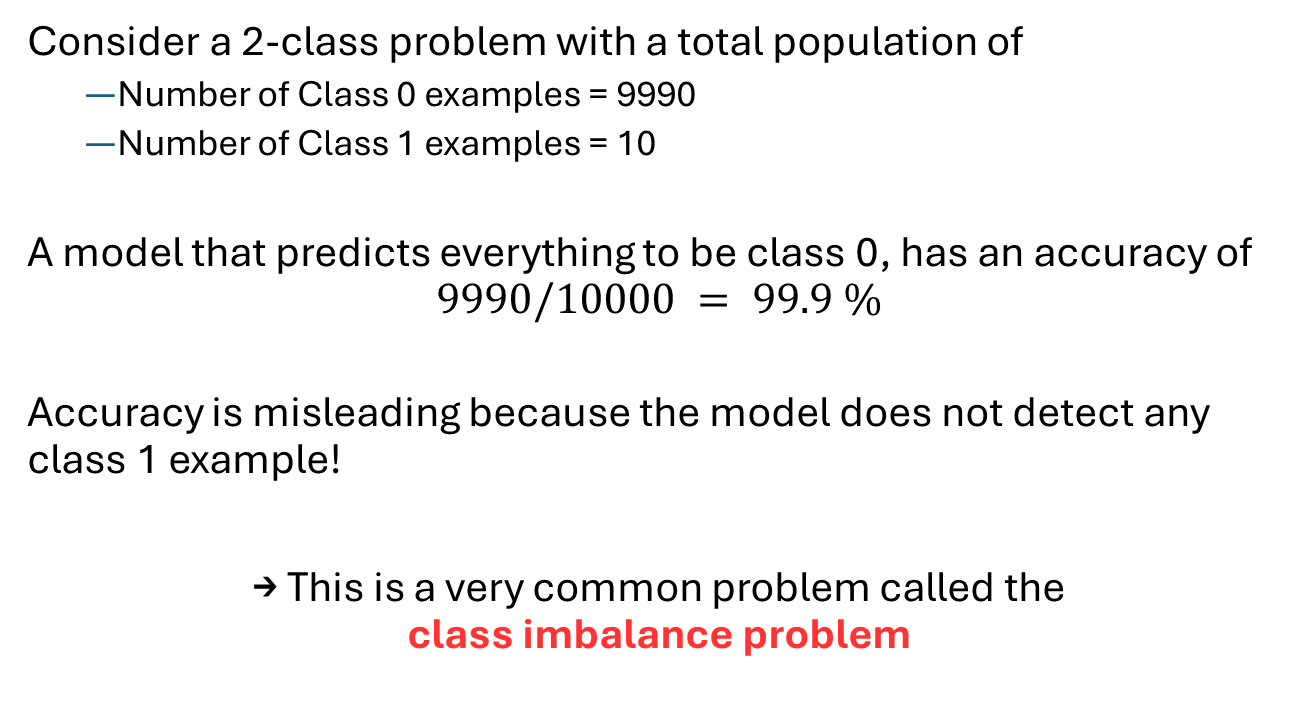 Consider a 2-class problem with a total population of
—Number of Class 0 examples = 9990
—Number of Class 1 examples = 10
A model that predicts everything to be class 0, has an accuracy of
9990/10000 = 99.9 %
Accuracy is misleading because the model does not detect any
class 1 example!
→ This is a very common problem called the
class imbalance problem